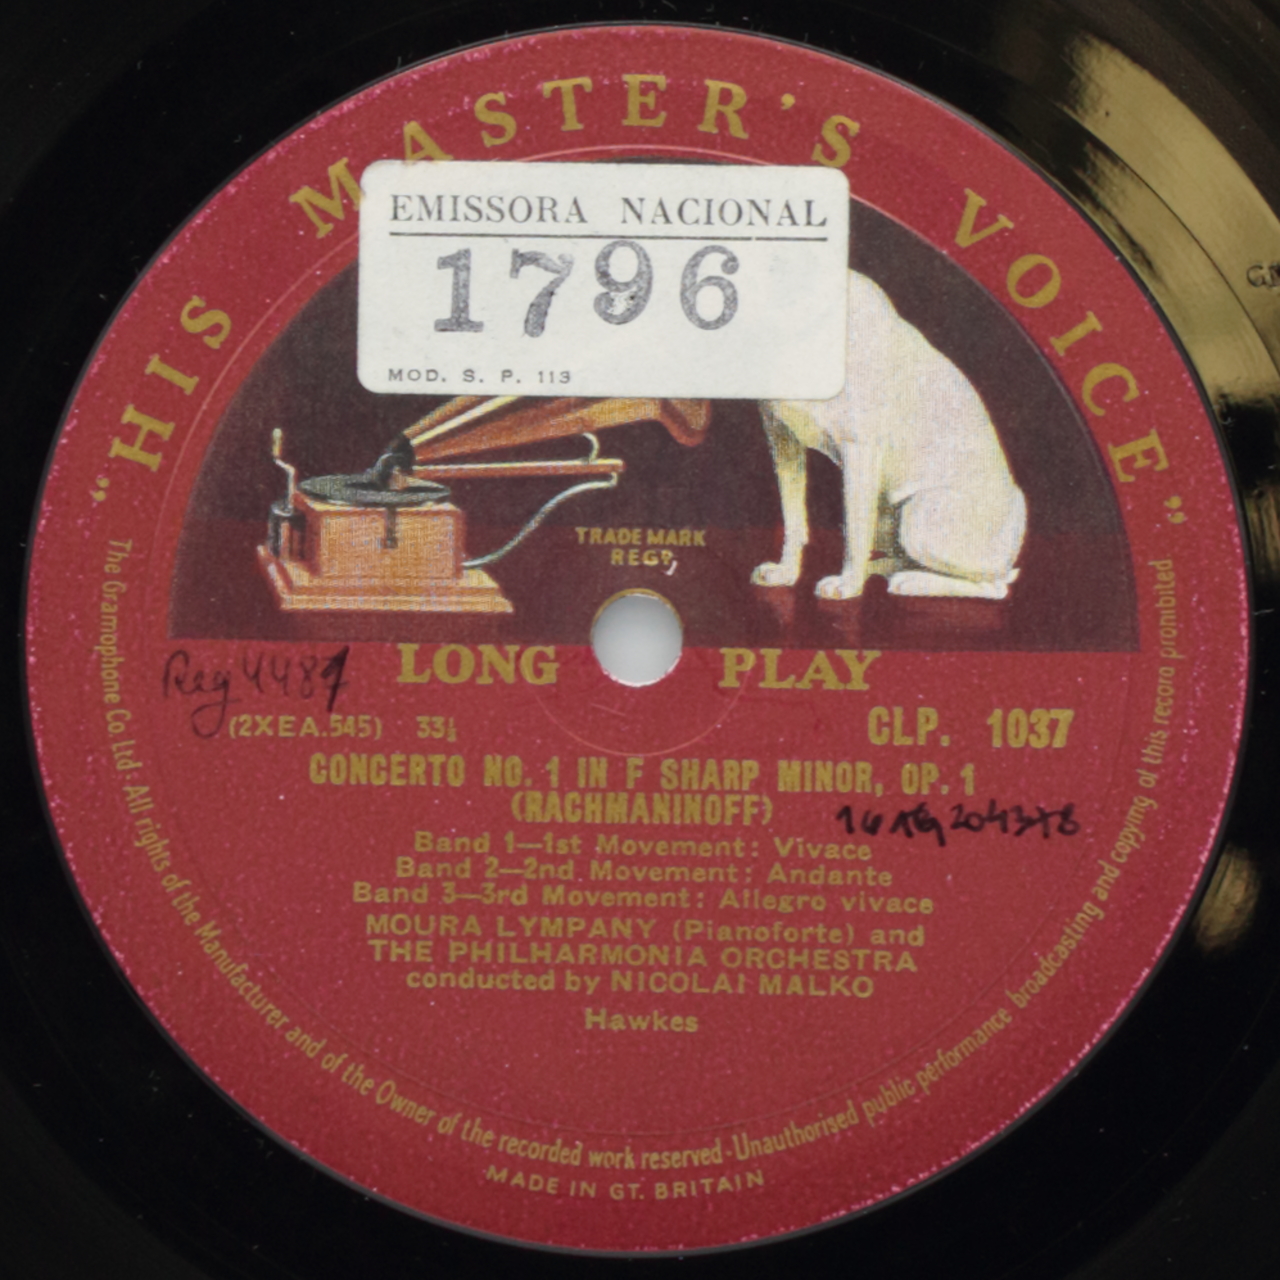 "HIS MASTER'S VOICE"
EMISSORA NACIONAL
1796
MOD. S. P. 113
TRADE MARK
REGD.
LONG PLAY
Reg 4487
(2XEA.545) 33⅓
CLP. 1037
CONCERTO NO. 1 IN F SHARP MINOR, OP. 1
(RACHMANINOFF)
Band 1—1st Movement: Vivace
Band 2—2nd Movement: Andante
Band 3—3rd Movement: Allegro vivace
MOURA LYMPANY (Pianoforte) and
THE PHILHARMONIA ORCHESTRA
conducted by NICOLAI MALKO
Hawkes
The Gramophone Co. Ltd: All rights of the Manufacturer and of the Owner of the recorded work reserved - Unauthorised public performance broadcasting and copying of this record prohibited
MADE IN GT. BRITAIN